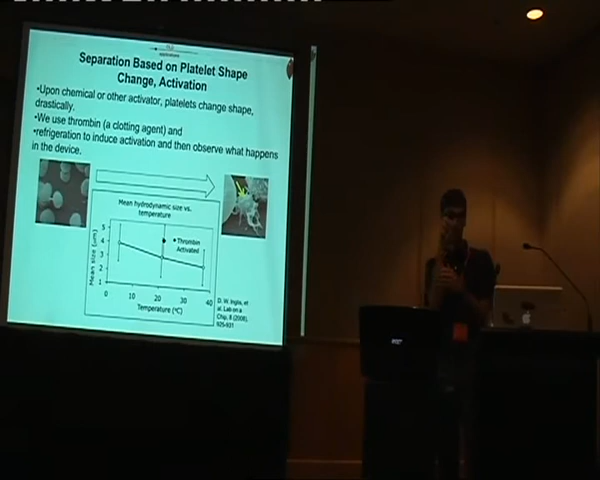 applications
Separation Based on Platelet Shape
Change, Activation
•Upon chemical or other activator, platelets change shape,
drastically.
•We use thrombin (a clotting agent) and
•refrigeration to induce activation and then observe what happens
in the device.
Mean hydrodynamic size vs.
temperature
5
4
3
2
1
Mean size (μm)
• Thrombin
Activated
0 10 20 30 40
Temperature (°C)
D. W. Inglis, et
al. Lab on a
Chip, 8 (2008),
925-931